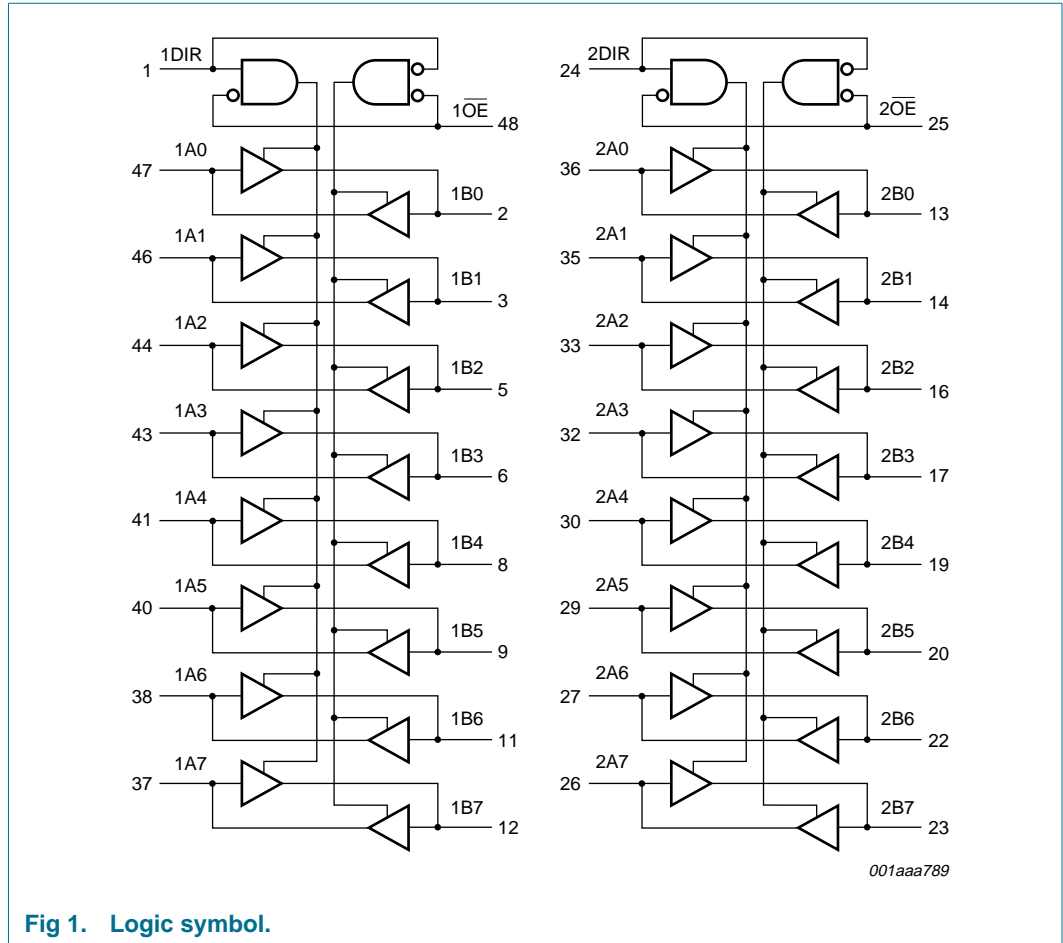 1DIR
1
1OE
48
1A0
47
1B0
2
1A1
46
1B1
3
1A2
44
1B2
5
1A3
43
1B3
6
1A4
41
1B4
8
1A5
40
1B5
9
1A6
38
1B6
11
1A7
37
1B7
12
2DIR
24
2OE
25
2A0
36
2B0
13
2A1
35
2B1
14
2A2
33
2B2
16
2A3
32
2B3
17
2A4
30
2B4
19
2A5
29
2B5
20
2A6
27
2B6
22
2A7
26
2B7
23
001aaa789
Fig 1. Logic symbol.